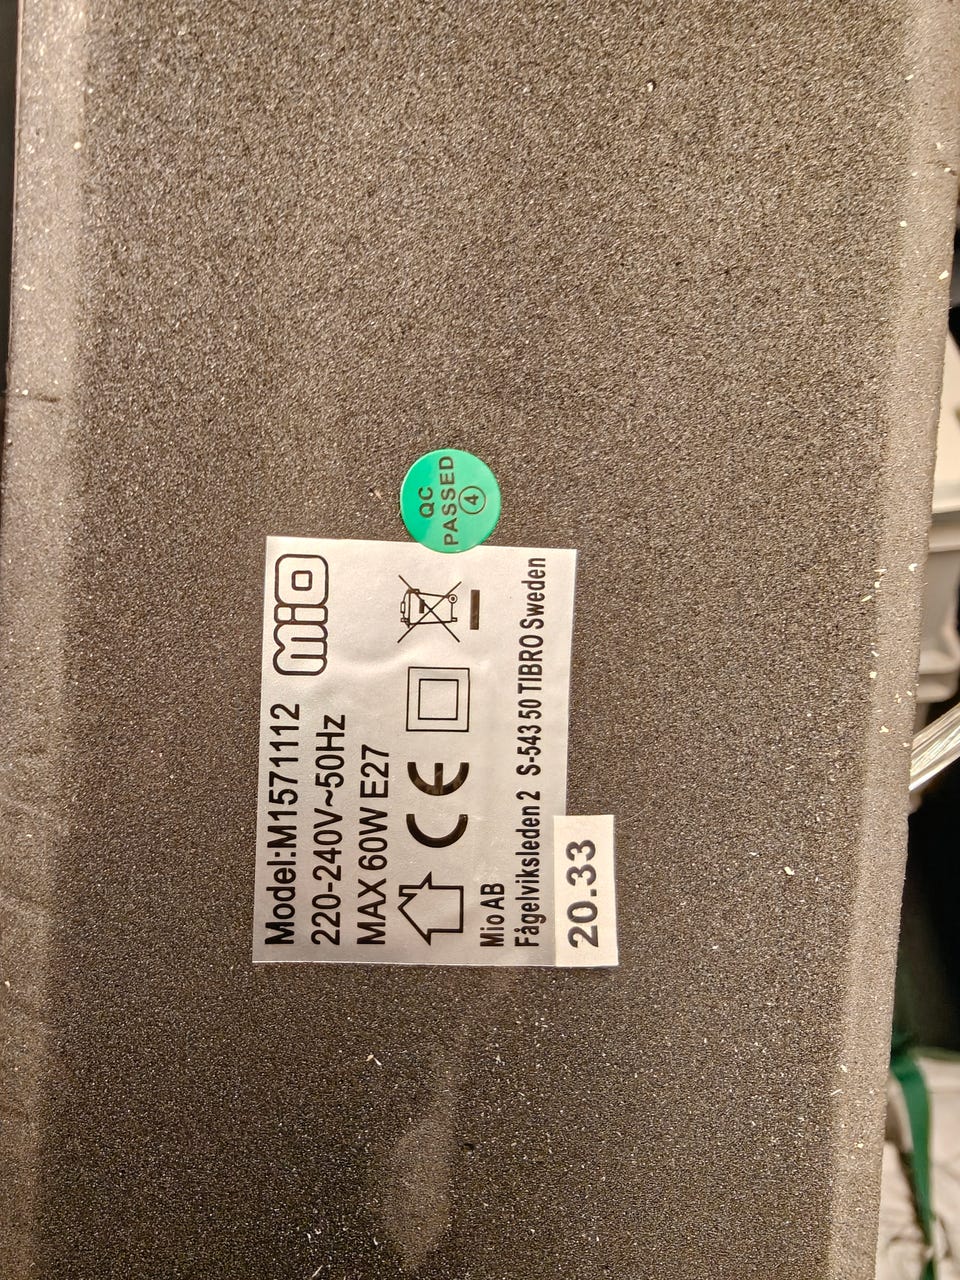 QC
PASSED
4
Model:M1571112
mio
220-240V~50Hz
MAX 60W E27
CE
Mio AB
Fågelviksleden 2 S-543 50 TIBRO Sweden
20.33